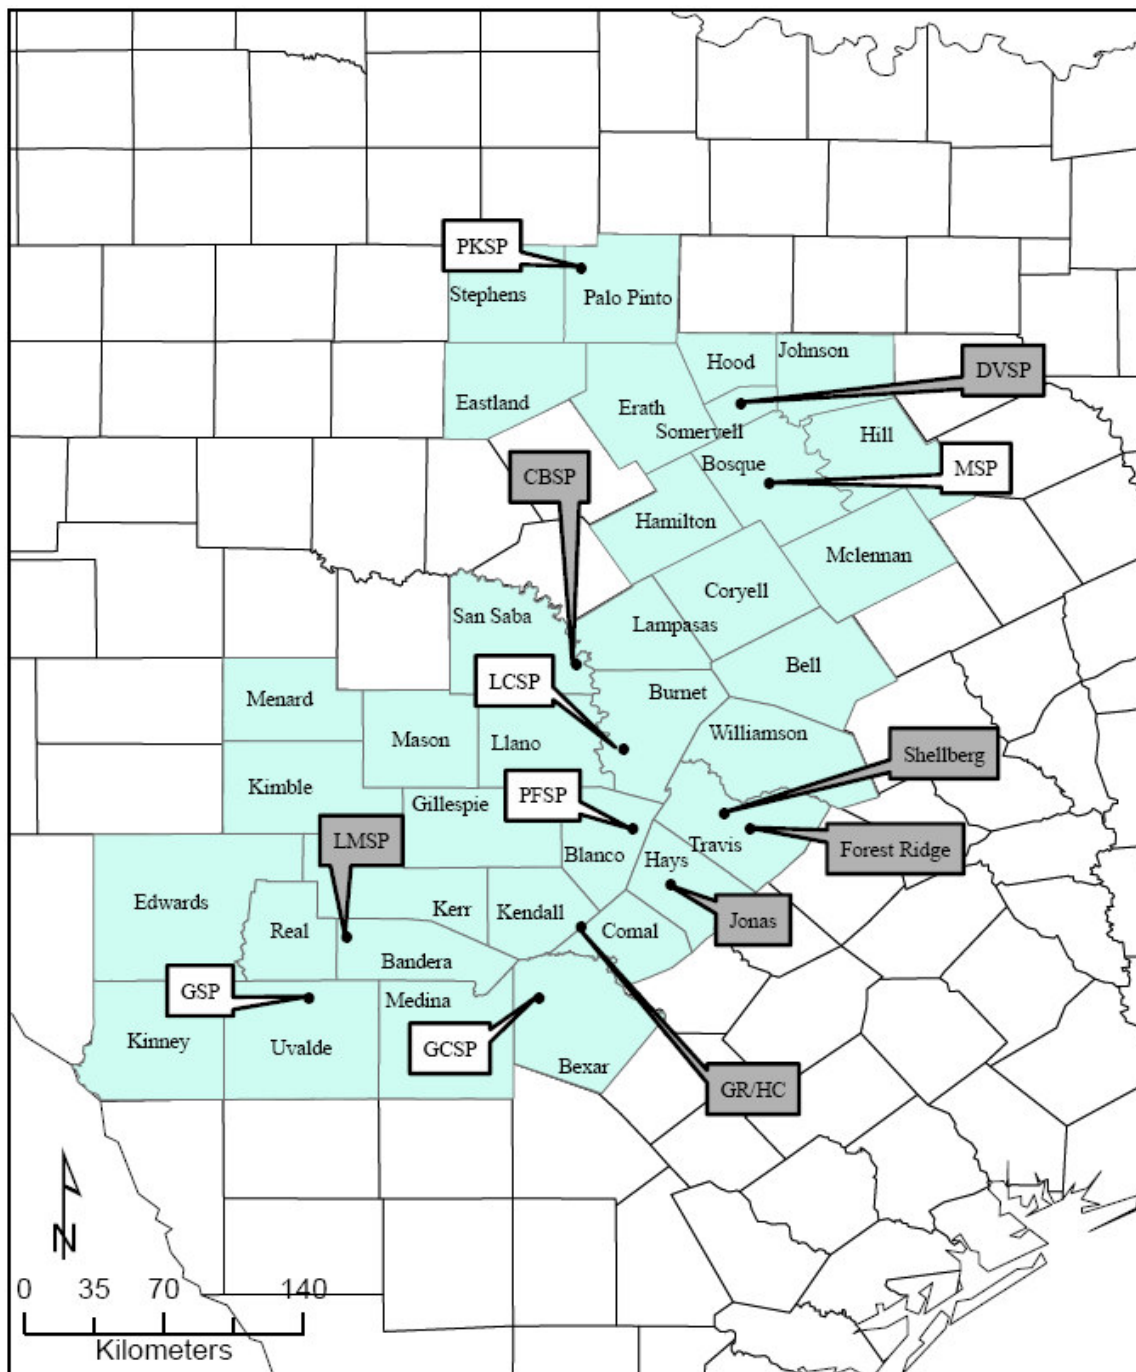 PKSP
Stephens
Palo Pinto
Hood
Johnson
DVSP
Eastland
Erath
Somervell
Hill
CBSP
Bosque
MSP
Hamilton
Mclennan
Coryell
San Saba
Lampasas
LCSP
Burnet
Bell
Menard
Mason
Llano
Williamson
Shellberg
Kimble
Gillespie
PFSP
LMSP
Blanco
Hays
Travis
Forest Ridge
Edwards
Real
Kerr
Kendall
Comal
Jonas
Bandera
GSP
Medina
Kinney
Uvalde
GCSP
Bexar
GR/HC
N
0 35 70 140
Kilometers